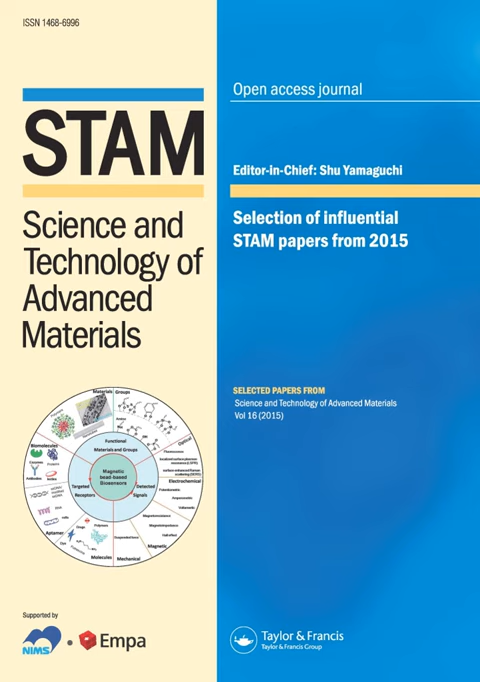 ISSN 1468-6996
STAM
Science and
Technology of
Advanced
Materials
Open access journal
Editor-in-Chief: Shu Yamaguchi
Selection of influential
STAM papers from 2015
SELECTED PAPERS FROM
Science and Technology of Advanced Materials
Vol 16 (2015)
Materials
Groups
Functional
Materials and Groups
Magnetic
bead-based
Biosensors
Targeted
Receptors
Detected
Signals
Optical
Electrochemical
Magnetic
Mechanical
Molecules
Aptamer
Biomolecules
Enzymes
Proteins
Antibodies
Drugs
Supported by
NIMS
Empa
Taylor & Francis
Taylor & Francis Group